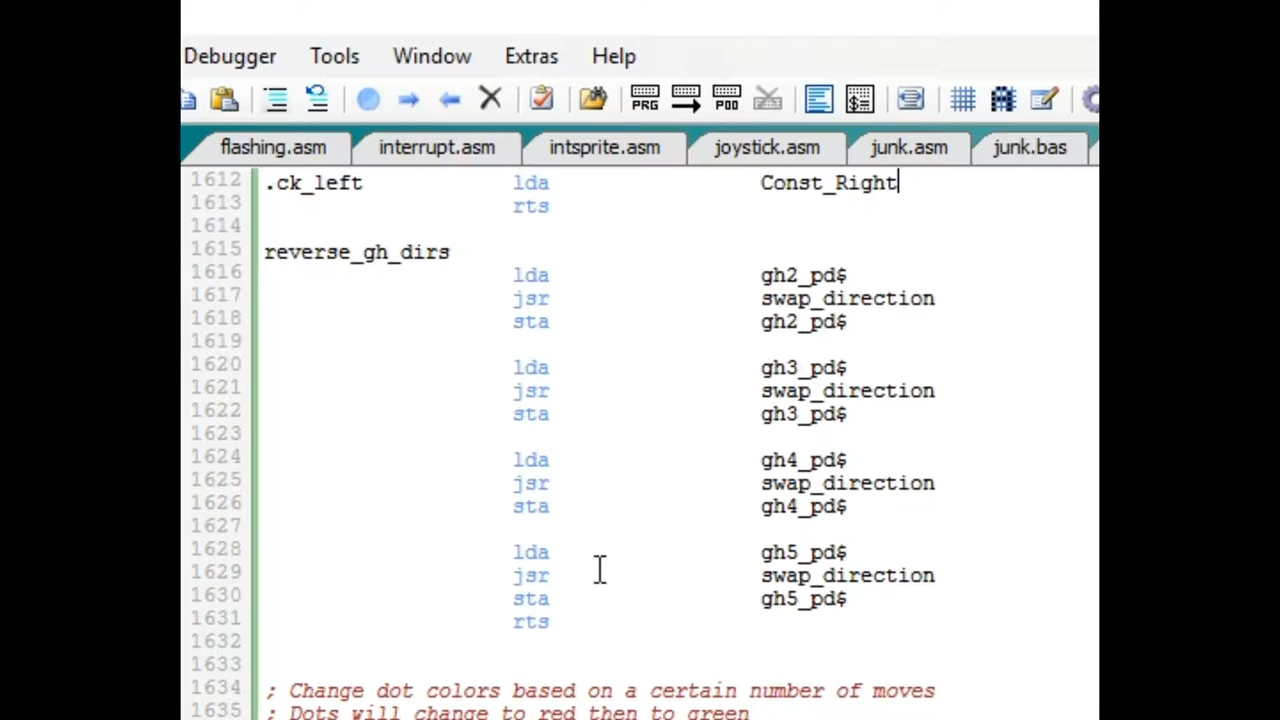 Debugger Tools Window Extras Help
PRG POO $
flashing.asm interrupt.asm intsprite.asm joystick.asm junk.asm junk.bas
1612 .ck_left lda Const_Right
1613 rts
1614
1615 reverse_gh_dirs
1616 lda gh2_pd$
1617 jsr swap_direction
1618 sta gh2_pd$
1619
1620 lda gh3_pd$
1621 jsr swap_direction
1622 sta gh3_pd$
1623
1624 lda gh4_pd$
1625 jsr swap_direction
1626 sta gh4_pd$
1627
1628 lda gh5_pd$
1629 jsr swap_direction
1630 sta gh5_pd$
1631 rts
1632
1633
1634 ; Change dot colors based on a certain number of moves
1635 ; Dots will change to red then to green